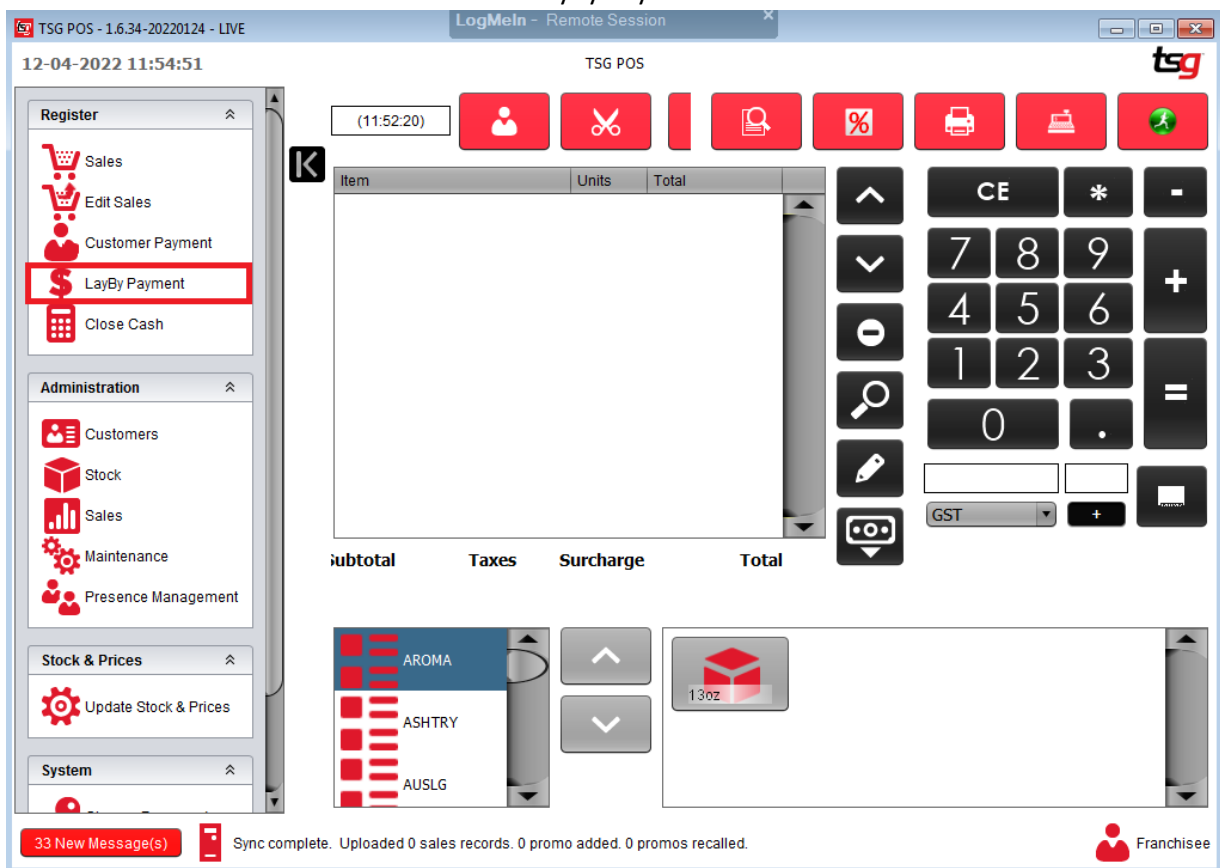 LogMeIn - Remote Session
TSG POS - 1.6.34-20220124 - LIVE
12-04-2022 11:54:51
TSG POS
tsg
Register
Sales
Edit Sales
Customer Payment
LayBy Payment
Close Cash
Administration
Customers
Stock
Sales
Maintenance
Presence Management
Stock & Prices
Update Stock & Prices
System
(11:52:20)
%
Item Units Total
CE * -
7 8 9 +
4 5 6
1 2 3 =
0 .
GST +
Subtotal Taxes Surcharge Total
AROMA
ASHTRY
AUSLG
13oz
33 New Message(s)
Sync complete. Uploaded 0 sales records. 0 promo added. 0 promos recalled.
Franchisee